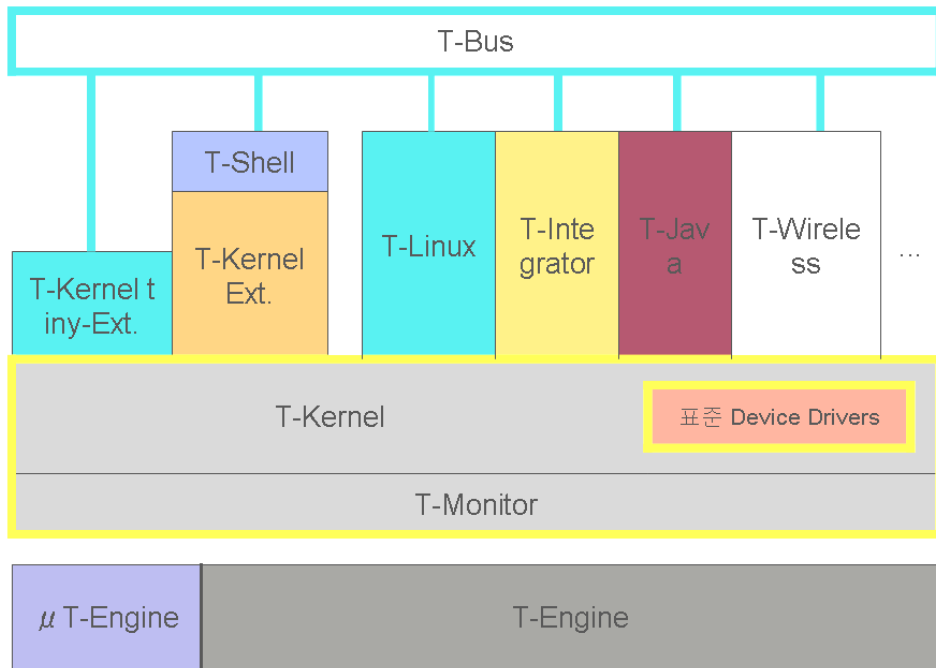 T-Bus
T-Shell
T-Kernel
Ext.
T-Kernel t
iny-Ext.
T-Linux
T-Inte
grator
T-Jav
a
T-Wirele
ss
...
T-Kernel
표준 Device Drivers
T-Monitor
μ T-Engine
T-Engine